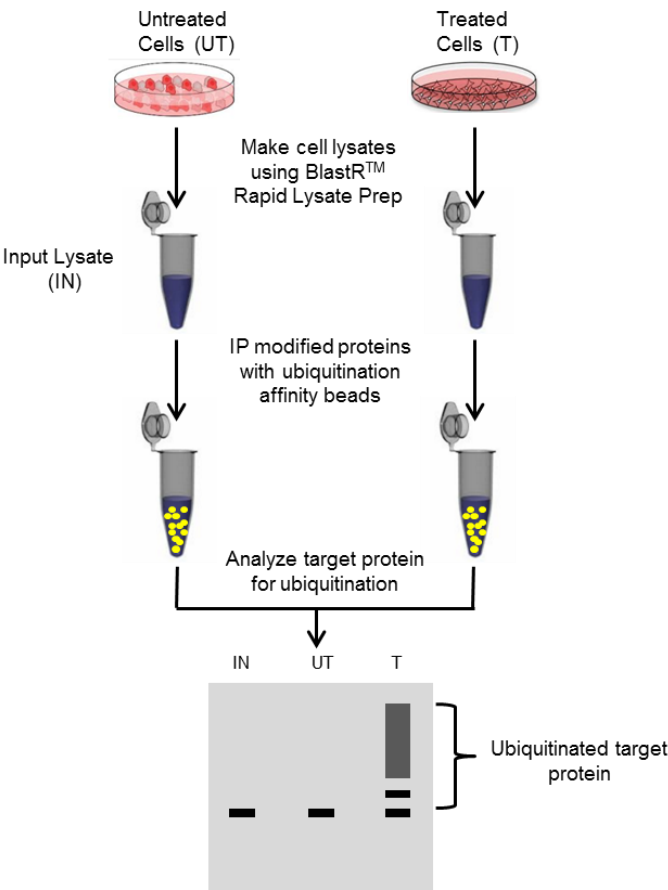 Untreated
Cells (UT)
Treated
Cells (T)
Make cell lysates
using BlastR™
Rapid Lysate Prep
Input Lysate
(IN)
IP modified proteins
with ubiquitination
affinity beads
Analyze target protein
for ubiquitination
IN UT T
Ubiquitinated target
protein